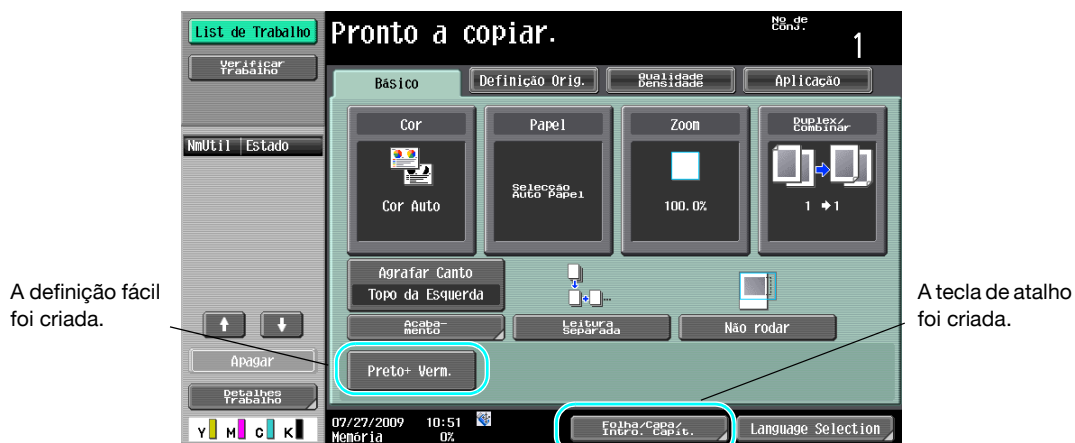 List de Trabalho
Pronto a copiar.
No de
Conj.
1
Verificar
Trabalho
Básico
Definição Orig.
Qualidade
Densidade
Aplicação
NmUtil Estado
Cor
Papel
Zoom
Duplex/
Combinar
Cor Auto
Selecção
Auto Papel
100.0%
1 → 1
Agrafar Canto
Topo da Esquerda
Acaba-
mento
Leitura
Separada
Não rodar
A definição fácil
foi criada.
A tecla de atalho
foi criada.
Apagar
Preto+ Verm.
Detalhes
Trabalho
Y M C K
07/27/2009 10:51
Memória 0%
Folha/Capa/
Intro. Capít.
Language Selection